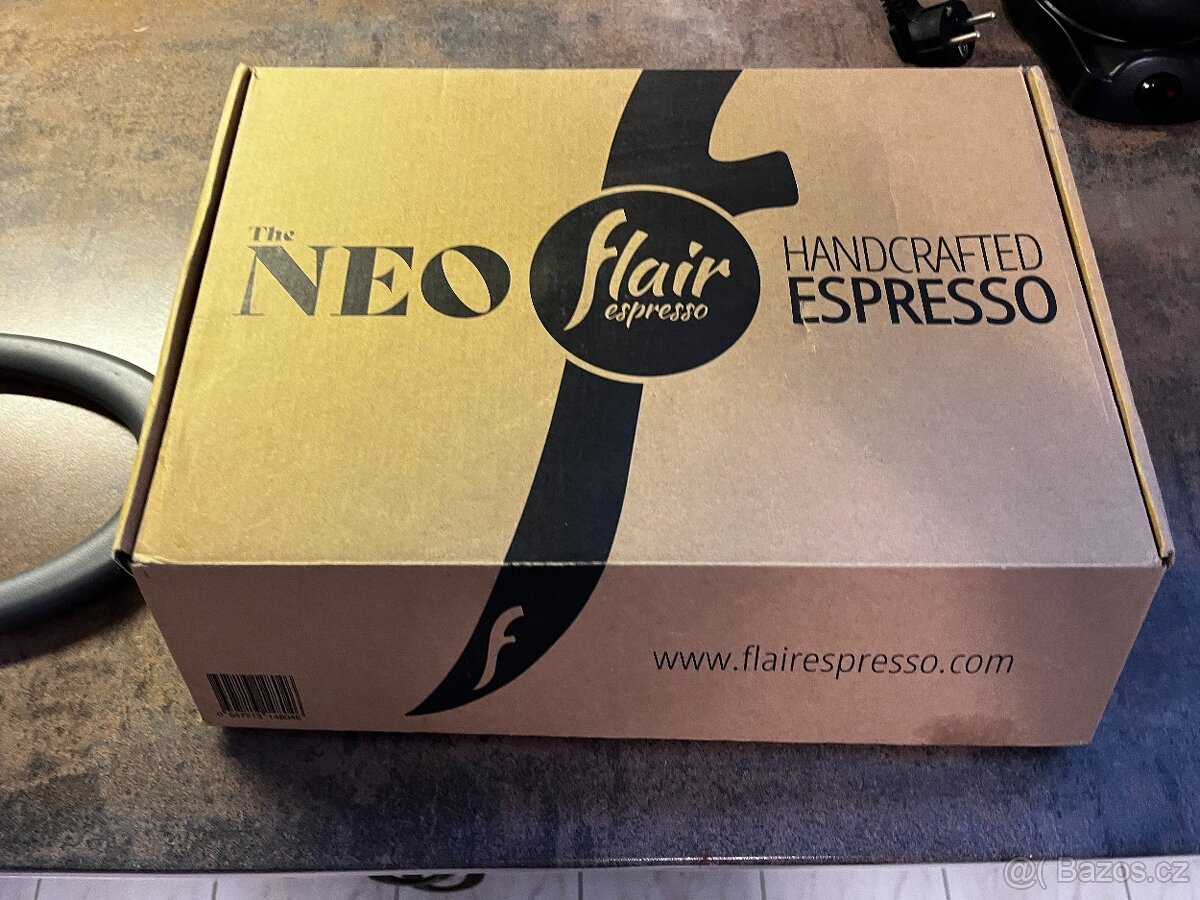 The
NEO
flair
espresso
HANDCRAFTED
ESPRESSO
www.flairespresso.com
@( Bazos.cz